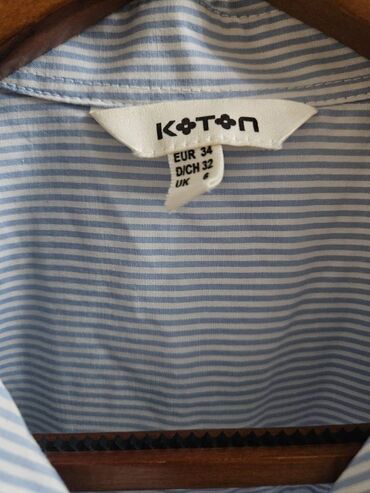 KOTON
EUR 34
D/CH 32
UK 6